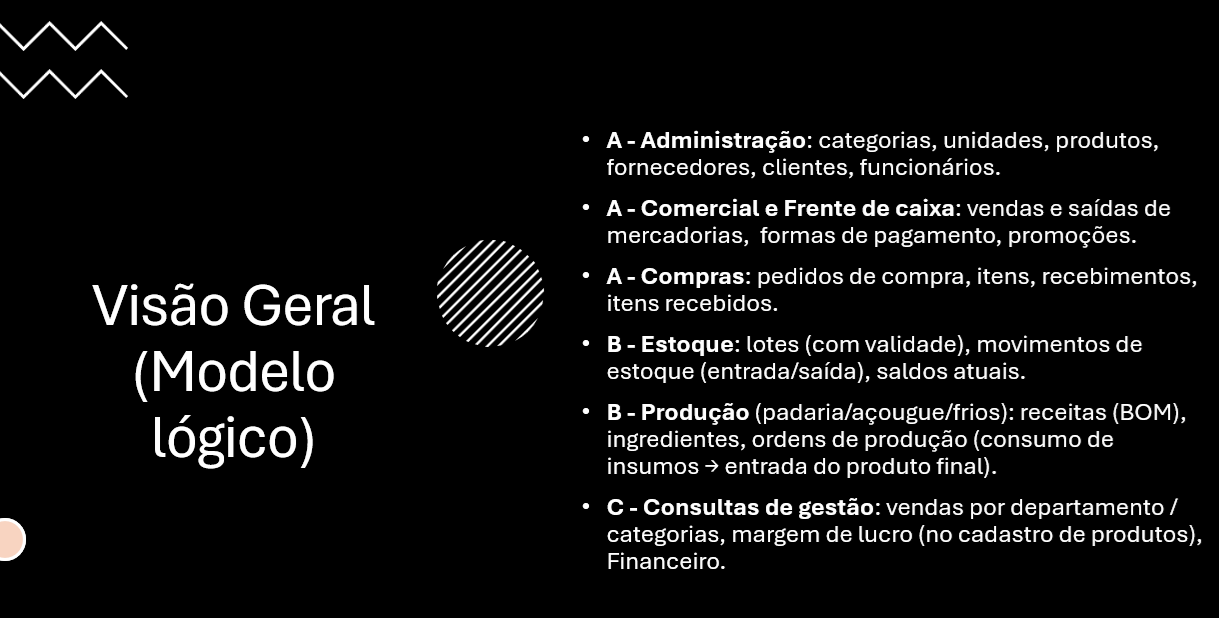 Visão Geral
(Modelo
lógico)
• A - Administração: categorias, unidades, produtos,
fornecedores, clientes, funcionários.
• A - Comercial e Frente de caixa: vendas e saídas de
mercadorias,  formas de pagamento, promoções.
• A - Compras: pedidos de compra, itens, recebimentos,
itens recebidos.
• B - Estoque: lotes (com validade), movimentos de
estoque (entrada/saída), saldos atuais.
• B - Produção (padaria/açougue/frios): receitas (BOM),
ingredientes, ordens de produção (consumo de
insumos → entrada do produto final).
• C - Consultas de gestão: vendas por departamento /
categorias, margem de lucro (no cadastro de produtos),
Financeiro.